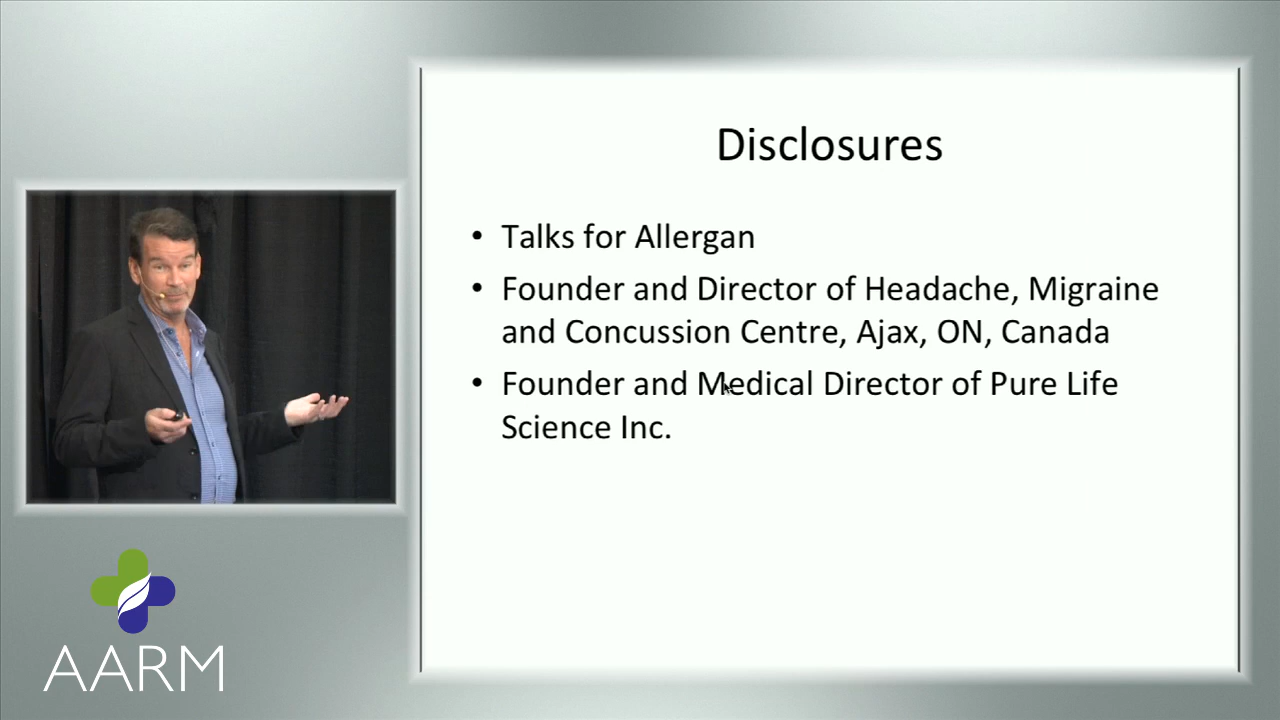 Disclosures
• Talks for Allergan
• Founder and Director of Headache, Migraine
and Concussion Centre, Ajax, ON, Canada
• Founder and Medical Director of Pure Life
Science Inc.
AARM